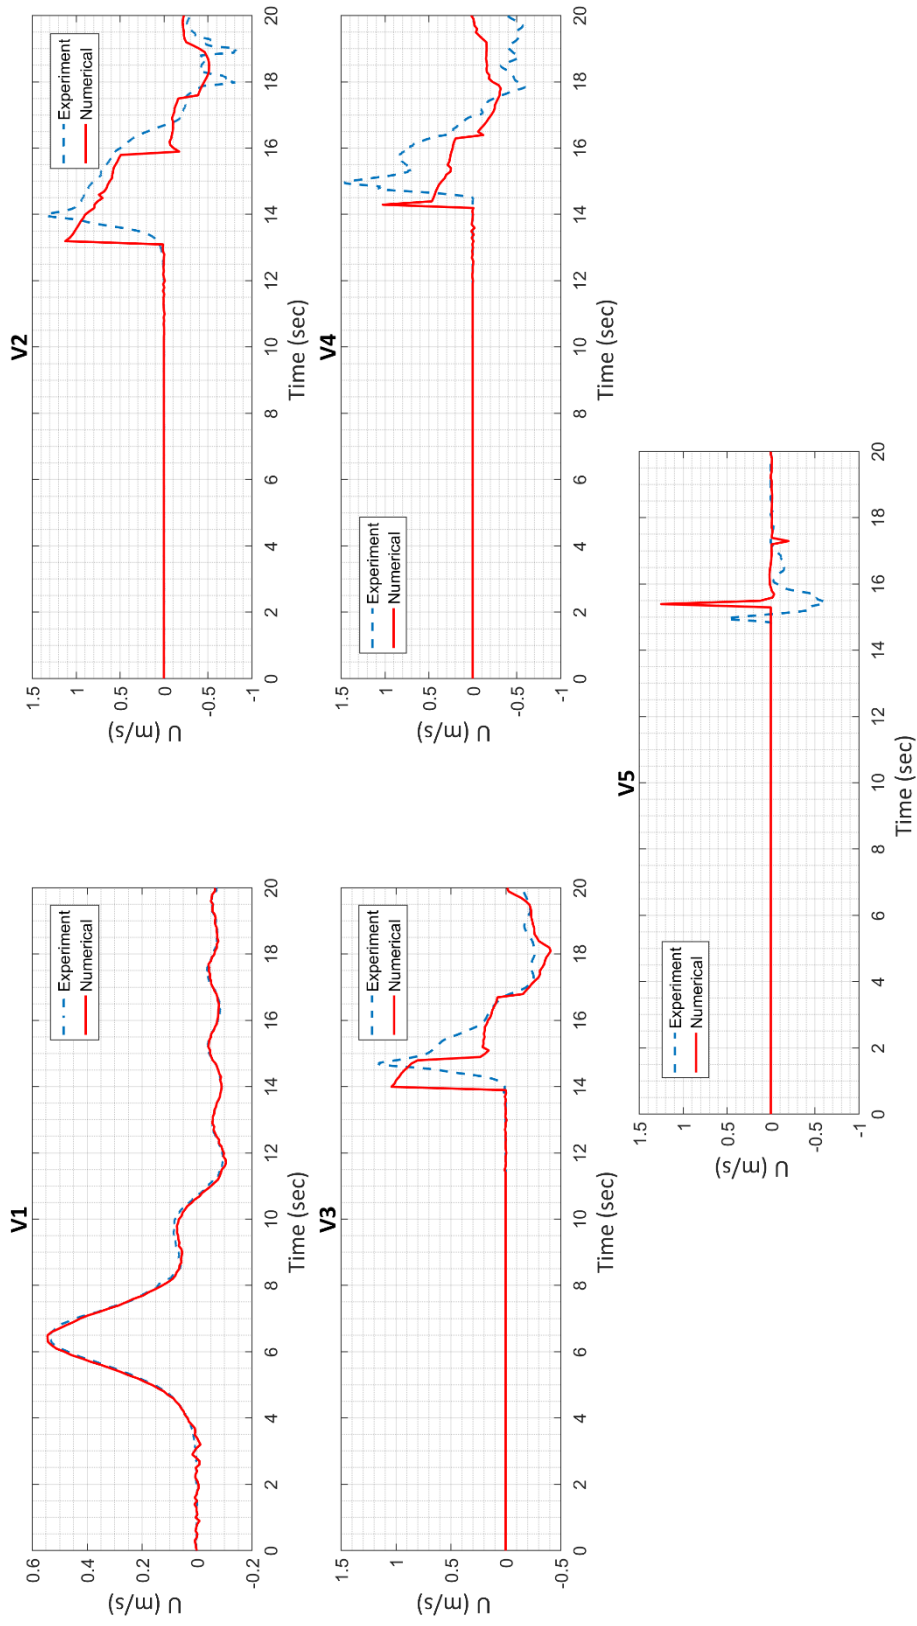 V1
Experiment
Numerical
0.6
0.4
0.2
0
-0.2
U (m/s)
0 2 4 6 8 10 12 14 16 18 20
Time (sec)
V2
Experiment
Numerical
1.5
1
0.5
0
-0.5
-1
U (m/s)
0 2 4 6 8 10 12 14 16 18 20
Time (sec)
V3
Experiment
Numerical
1.5
1
0.5
0
-0.5
U (m/s)
0 2 4 6 8 10 12 14 16 18 20
Time (sec)
V4
Experiment
Numerical
1.5
1
0.5
0
-0.5
-1
U (m/s)
0 2 4 6 8 10 12 14 16 18 20
Time (sec)
V5
Experiment
Numerical
1.5
1
0.5
0
-0.5
-1
U (m/s)
0 2 4 6 8 10 12 14 16 18 20
Time (sec)